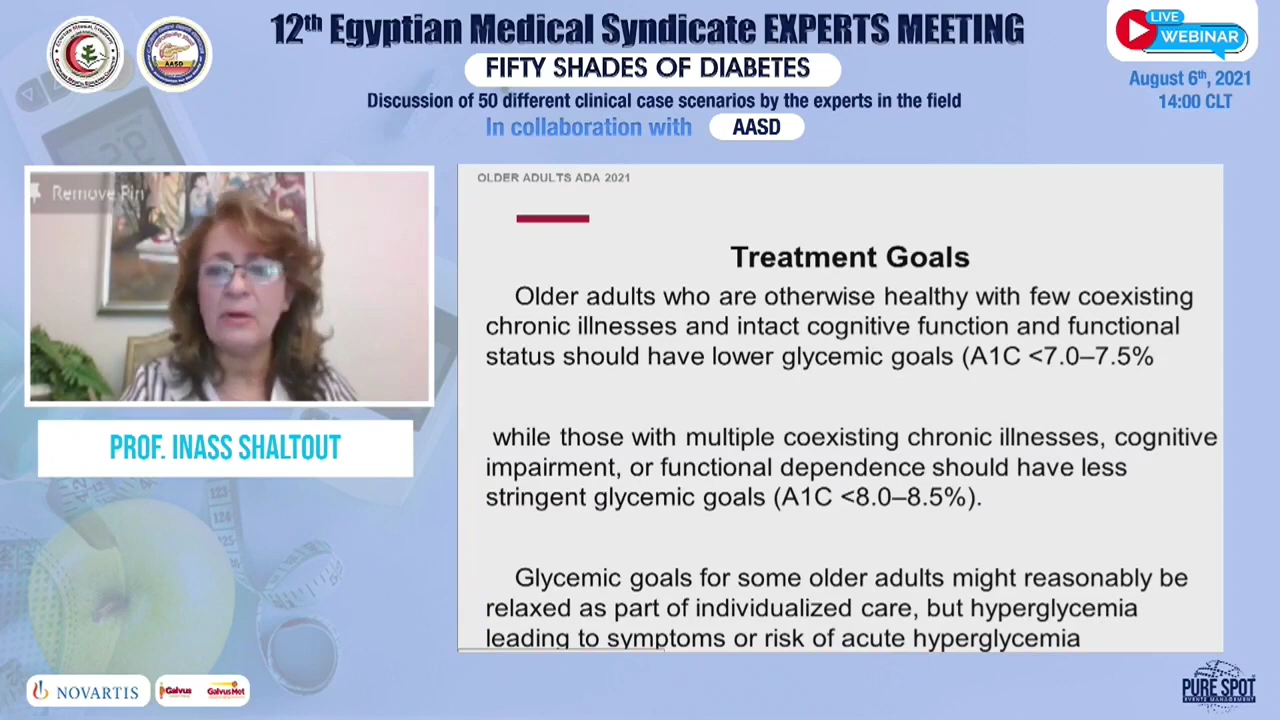 12th Egyptian Medical Syndicate EXPERTS MEETING
FIFTY SHADES OF DIABETES
Discussion of 50 different clinical case scenarios by the experts in the field
In collaboration with AASD
LIVE
WEBINAR
August 6th, 2021
14:00 CLT
AASD
Remove Pin
PROF. INASS SHALTOUT
OLDER ADULTS ADA 2021
Treatment Goals
Older adults who are otherwise healthy with few coexisting
chronic illnesses and intact cognitive function and functional
status should have lower glycemic goals (A1C <7.0–7.5%
while those with multiple coexisting chronic illnesses, cognitive
impairment, or functional dependence should have less
stringent glycemic goals (A1C <8.0–8.5%).
Glycemic goals for some older adults might reasonably be
relaxed as part of individualized care, but hyperglycemia
leading to symptoms or risk of acute hyperglycemia
123
124
125
NOVARTIS
Galvus
GalvusMet
PURE SPOT
EVENTS MANAGEMENT